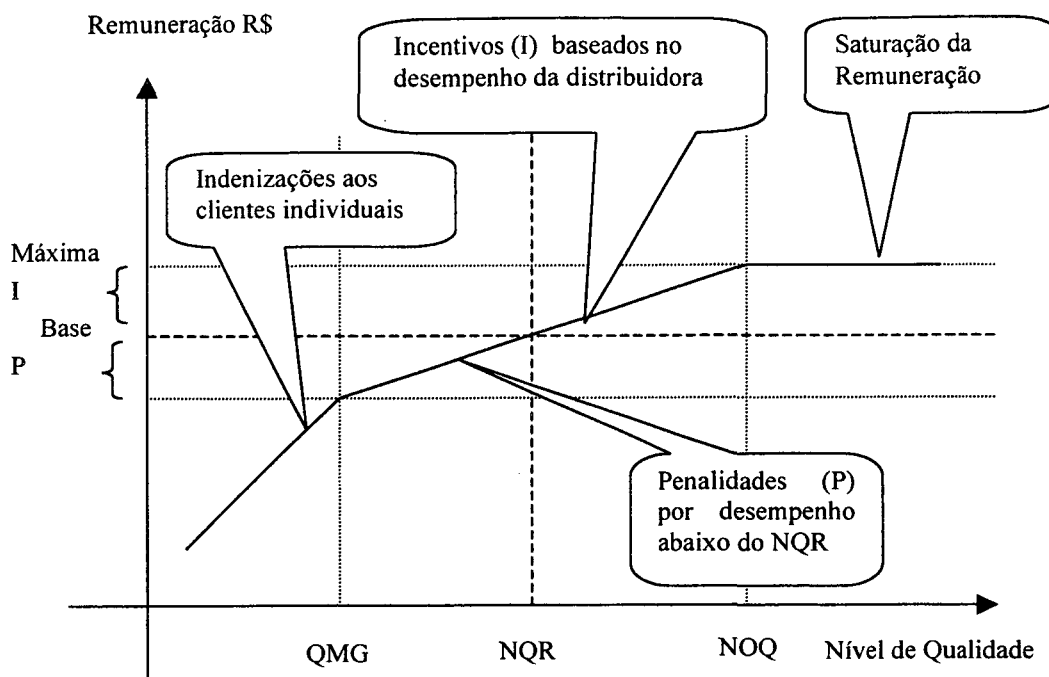 Remuneração R$
Incentivos (I) baseados no
desempenho da distribuidora
Saturação da
Remuneração
Indenizações aos
clientes individuais
Máxima
I
Base
P
Penalidades (P)
por desempenho
abaixo do NQR
QMG
NQR
NOQ
Nível de Qualidade